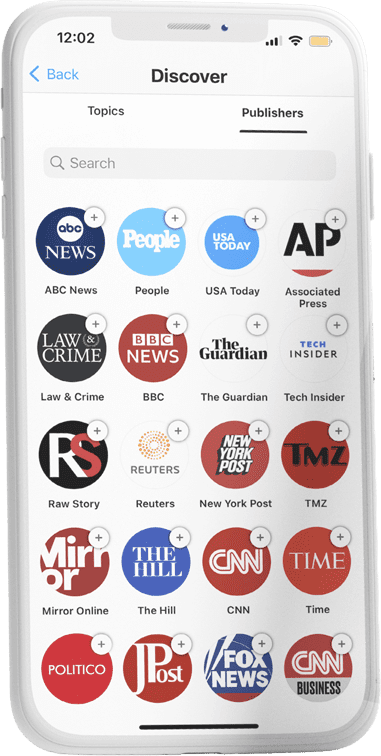 12:02
Back
Discover
Topics
Publishers
Search
abc NEWS
People
USA TODAY
AP
ABC News
People
USA Today
Associated Press
LAW & CRIME
BBC NEWS
The Guardian
TECH INSIDER
Law & Crime
BBC
The Guardian
Tech Insider
RS
REUTERS
NEW YORK POST
TMZ
Raw Story
Reuters
New York Post
TMZ
Mirror
THE HILL
CNN
TIME
Mirror Online
The Hill
CNN
Time
POLITICO
JPost
FOX NEWS
CNN BUSINESS